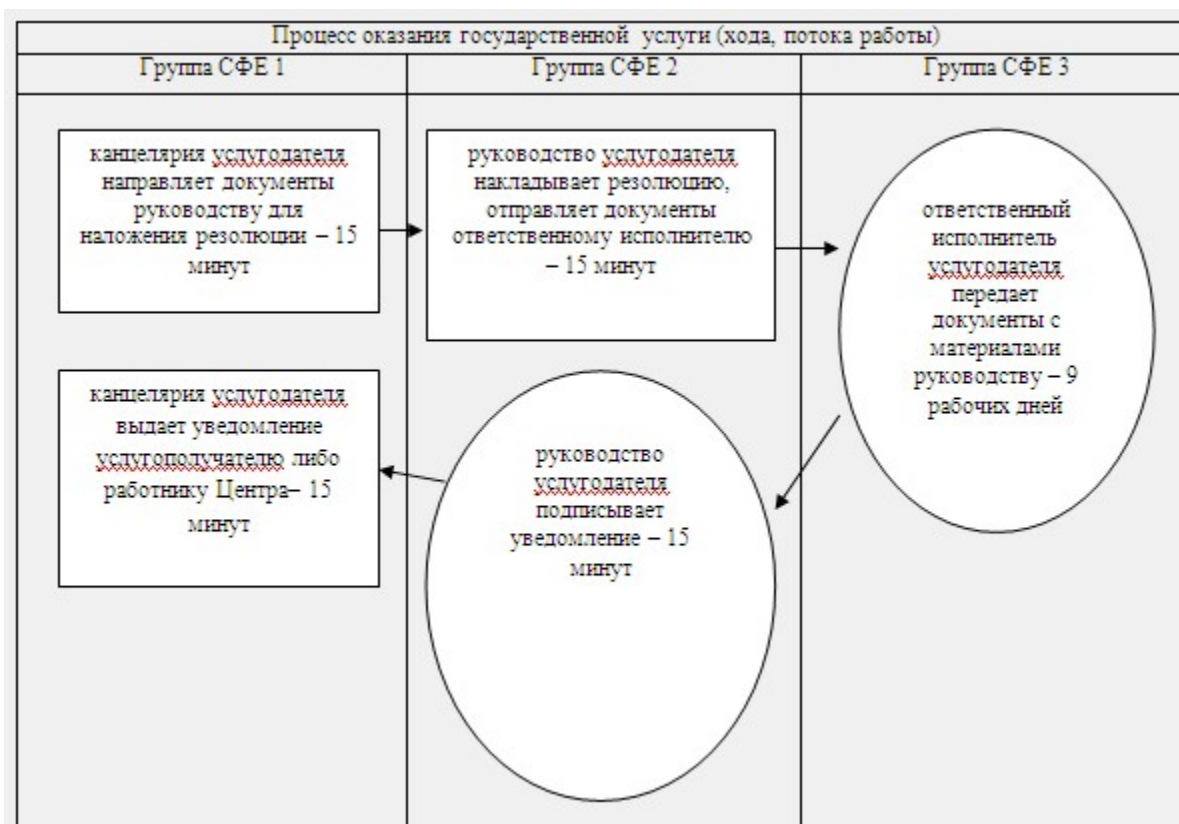 Процесс оказания государственной услуги (хода, потока работы)
Группа СФЕ 1
Группа СФЕ 2
Группа СФЕ 3
канцелярия услугодателя
направляет документы
руководству для
наложения резолюции – 15
минут
руководство услугодателя
накладывает резолюцию,
отправляет документы
ответственному исполнителю
– 15 минут
ответственный
исполнитель
услугодателя
передает
документы с
материалами
руководству – 9
рабочих дней
руководство
услугодателя
подписывает
уведомление – 15
минут
канцелярия услугодателя
выдает уведомление
услугополучателю либо
работнику Центра– 15
минут